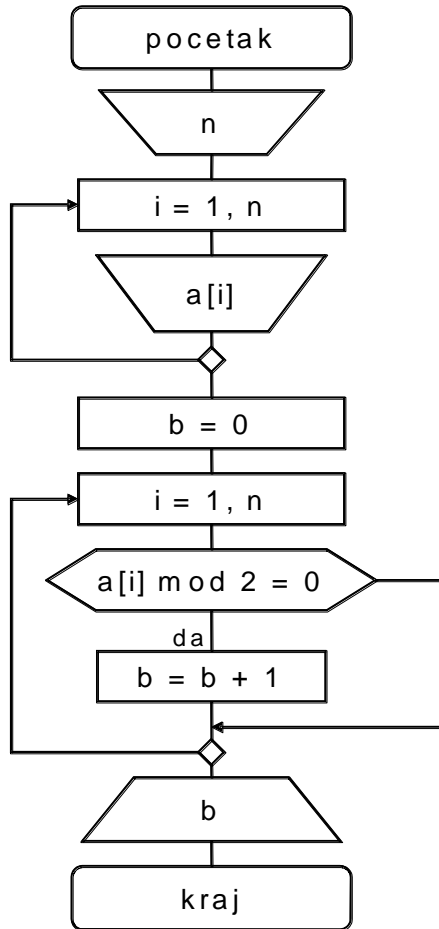 pocetak
n
i = 1, n
a[i]
b = 0
i = 1, n
a[i] mod 2 = 0
da
b = b + 1
b
kraj